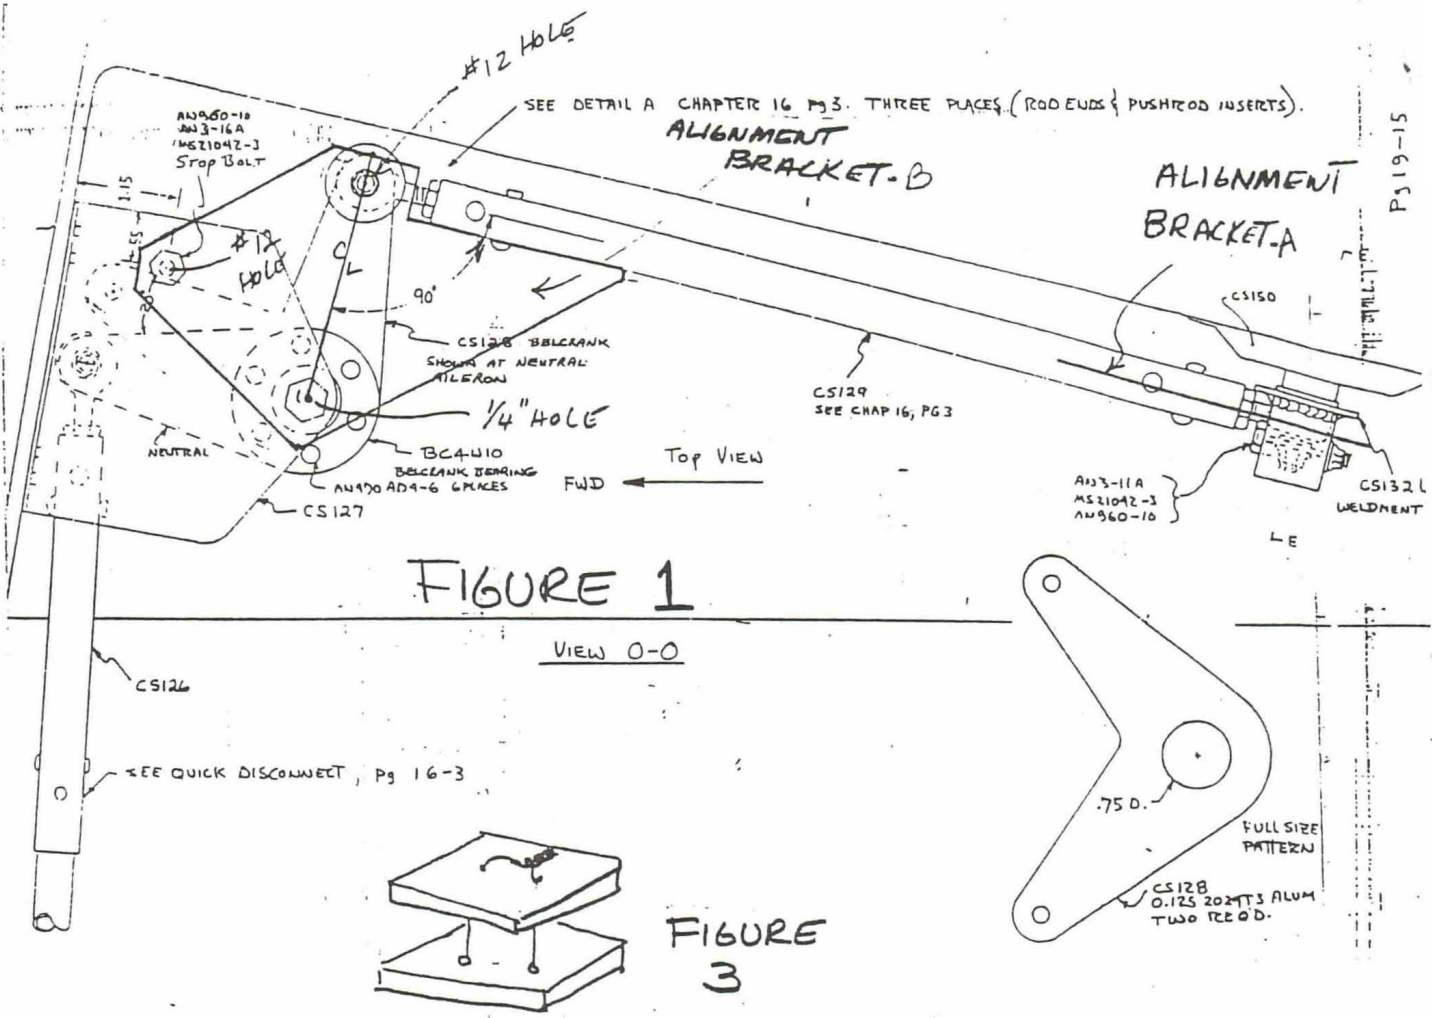 #12 HOLE
SEE DETAIL A CHAPTER 16 Pg 3. THREE PLACES (ROD ENDS & PUSHROD INSERTS).
AN960-10
AN3-16A
MS21042-3
STOP BOLT
ALIGNMENT
BRACKET-B
ALIGNMENT
BRACKET-A
Pg 19-15
1.15
.55
#12
HOLE
CL
90°
CS150
CS128 BELCRANK
SHOWN AT NEUTRAL
AILERON
CS129
SEE CHAP 16, PG3
1/4" HOLE
NEUTRAL
BC4W10
BELCRANK BEARING
AN470 AD4-6 6 PLACES
CS127
FWD
TOP VIEW
AN3-11A
MS21042-3
AN960-10
CS132L
WELDMENT
LE
FIGURE 1
VIEW O-O
CS126
SEE QUICK DISCONNECT, Pg 16-3
.75 D.
FULL SIZE
PATTERN
CS128
0.125 2024T3 ALUM
TWO REQ'D.
FIGURE
3